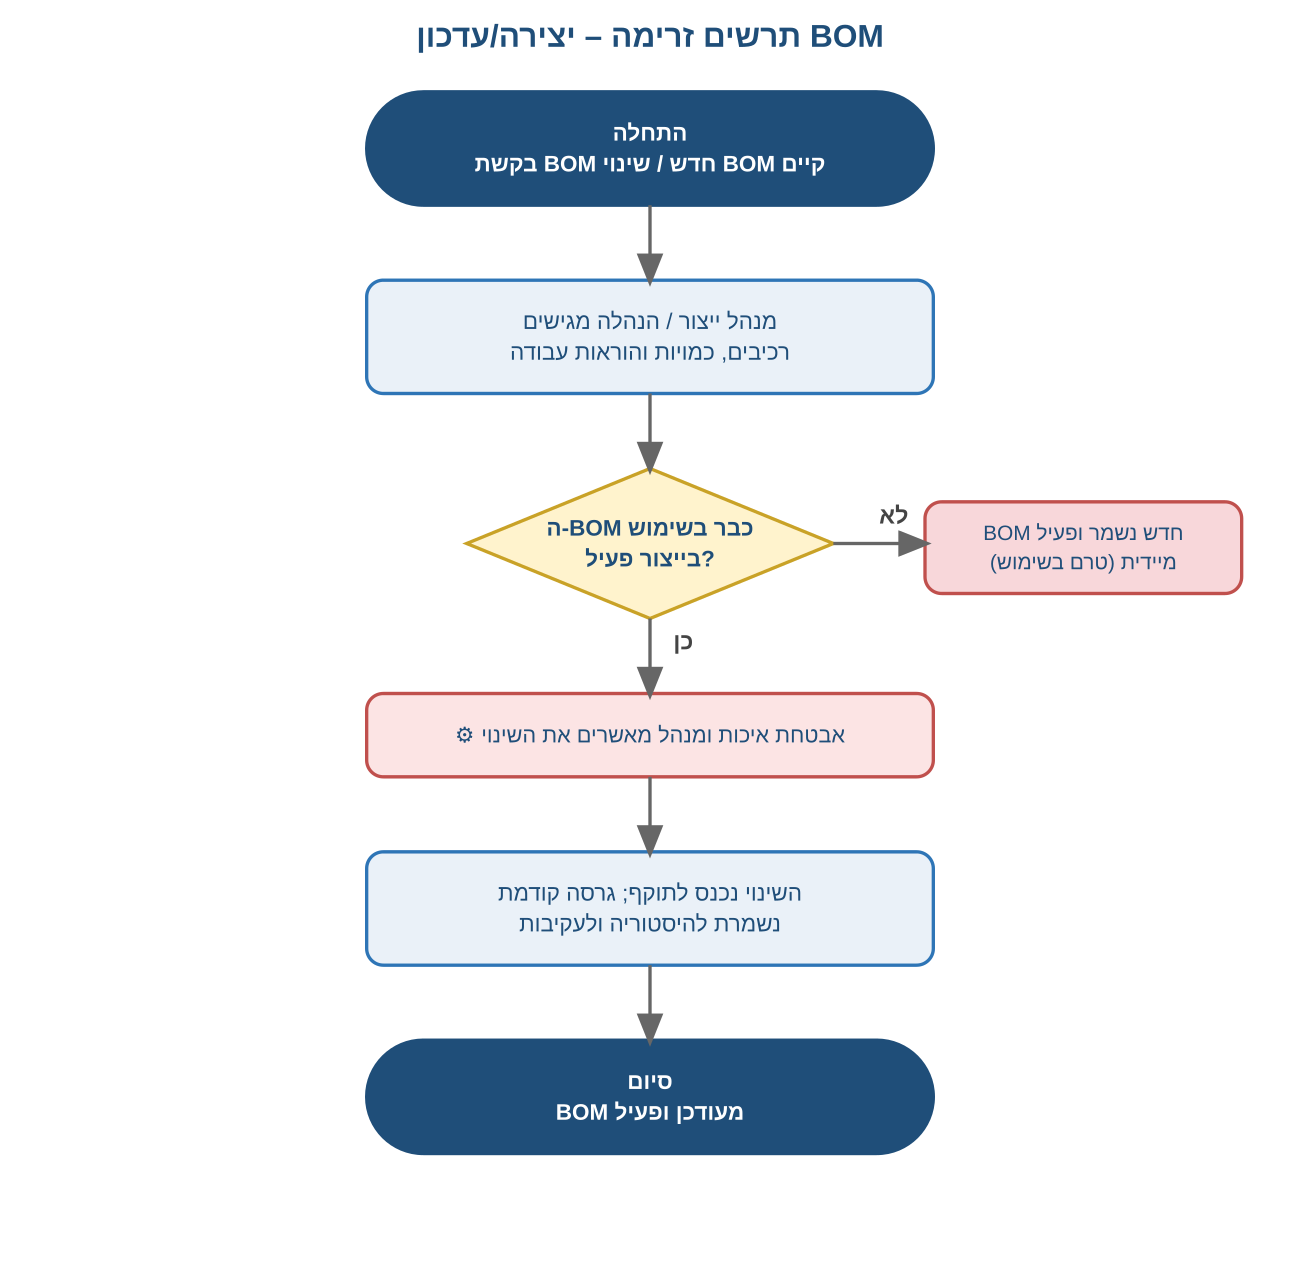 BOM תרשים זרימה – יצירה/עדכון
התחלה
קיים BOM חדש / שינוי BOM בקשת
מנהל ייצור / הנהלה מגישים
רכיבים, כמויות והוראות עבודה
כבר בשימוש BOM-ה
?בייצור פעיל
לא
חדש נשמר ופעיל BOM
מיידית (טרם בשימוש)
כן
אבטחת איכות ומנהל מאשרים את השינוי ⚙
השינוי נכנס לתוקף; גרסה קודמת
נשמרת להיסטוריה ולעקיבות
סיום
מעודכן ופעיל BOM